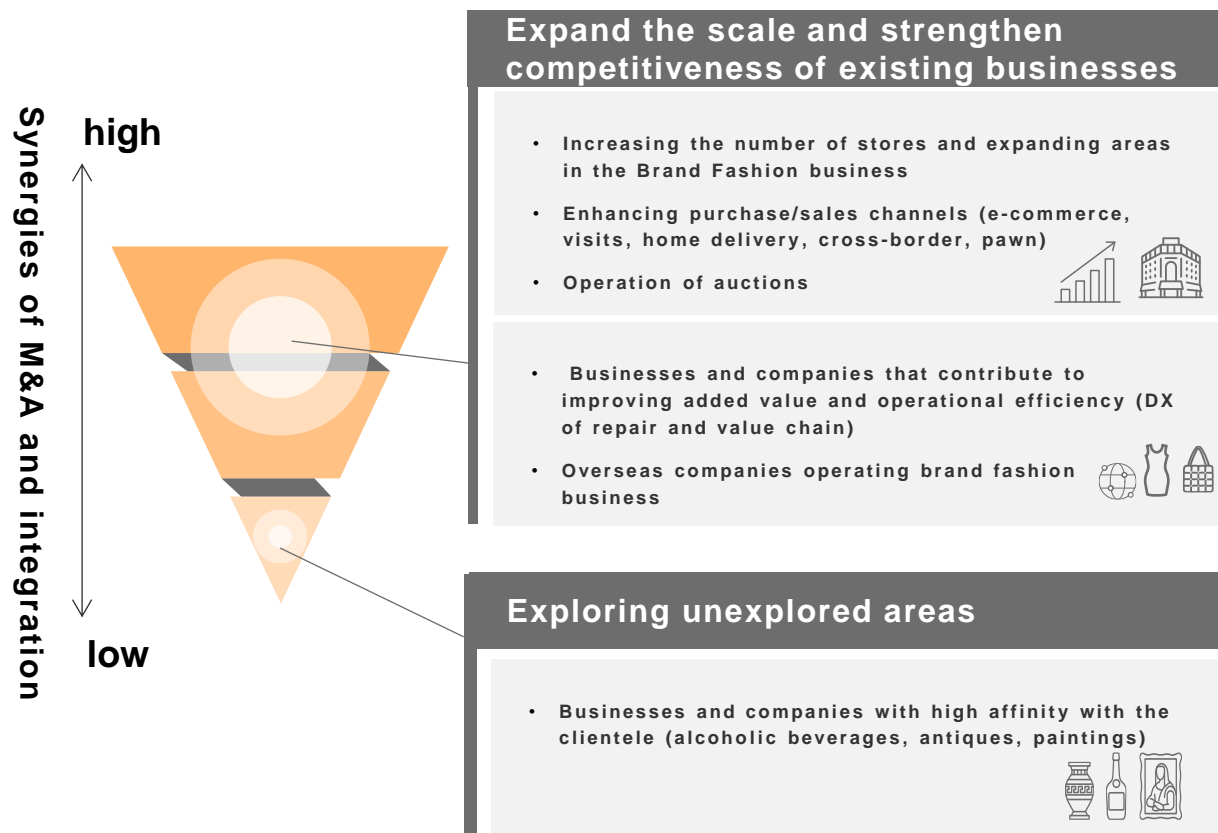 Synergies of M&A and integration
high
low
Expand the scale and strengthen
competitiveness of existing businesses
• Increasing the number of stores and expanding areas
in the Brand Fashion business
• Enhancing purchase/sales channels (e-commerce,
visits, home delivery, cross-border, pawn)
• Operation of auctions
• Businesses and companies that contribute to
improving added value and operational efficiency (DX
of repair and value chain)
• Overseas companies operating brand fashion
business
Exploring unexplored areas
• Businesses and companies with high affinity with the
clientele (alcoholic beverages, antiques, paintings)